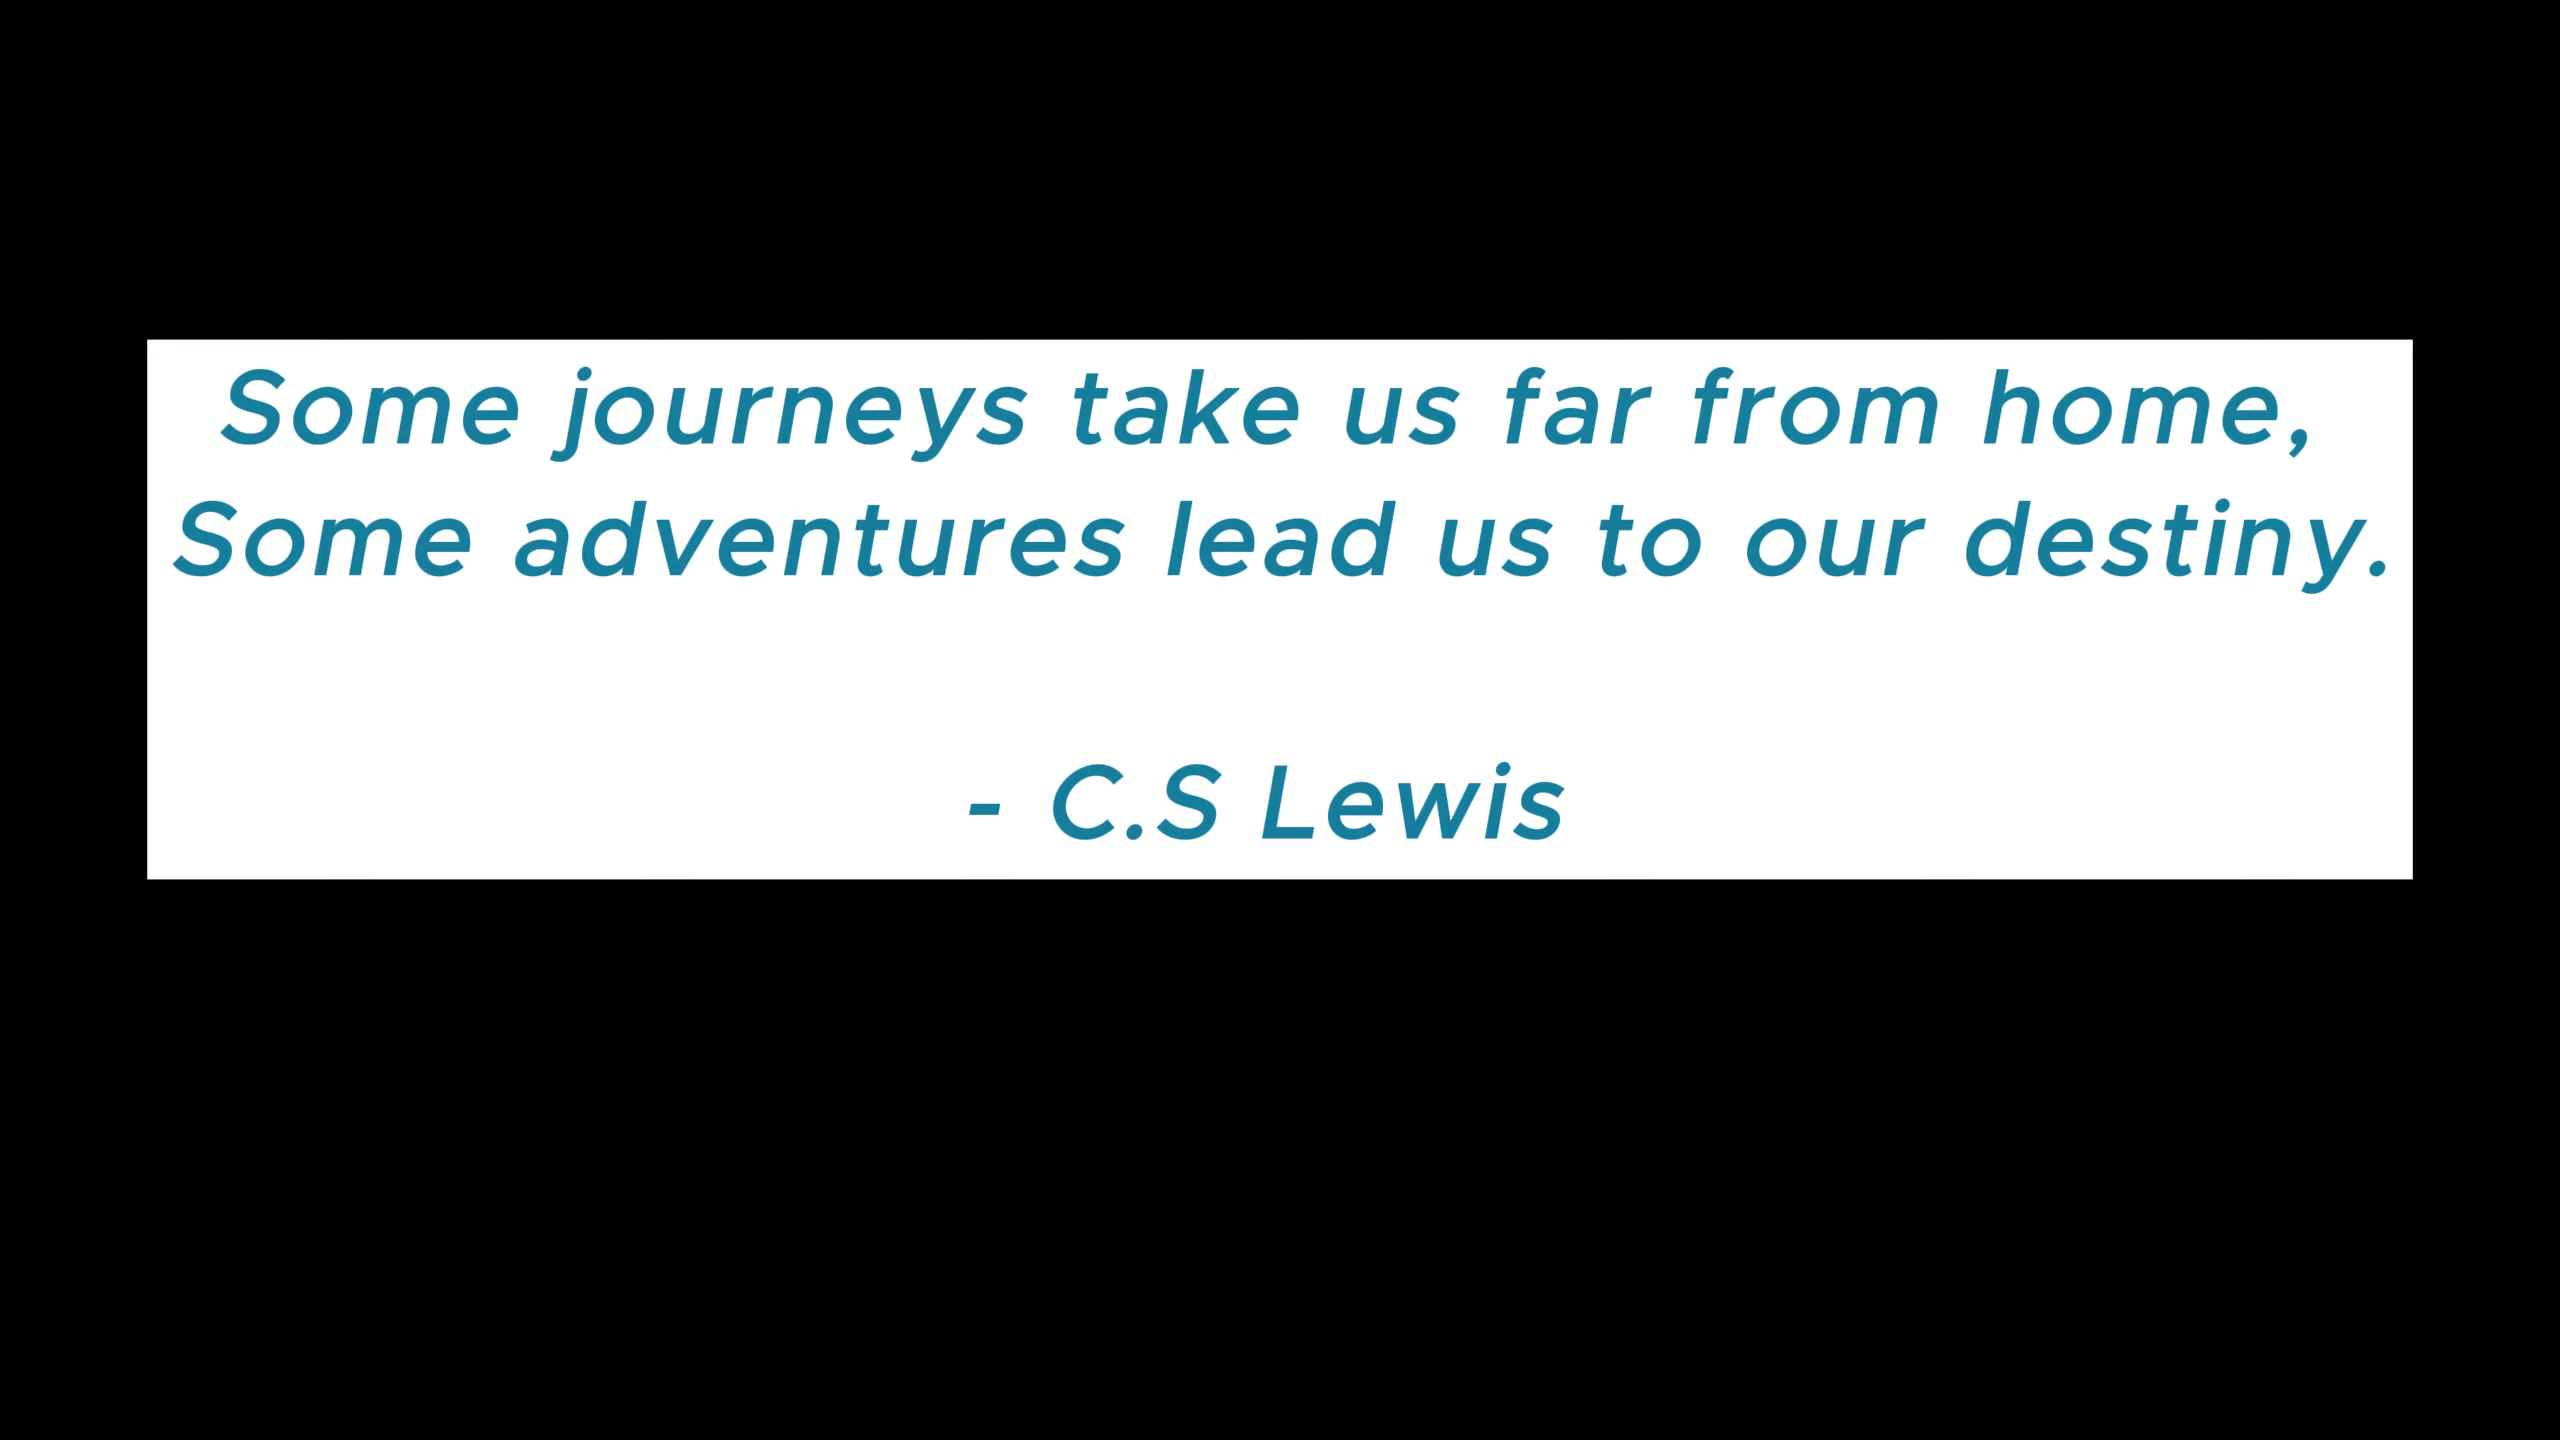 Some journeys take us far from home,
Some adventures lead us to our destiny.
- C.S Lewis